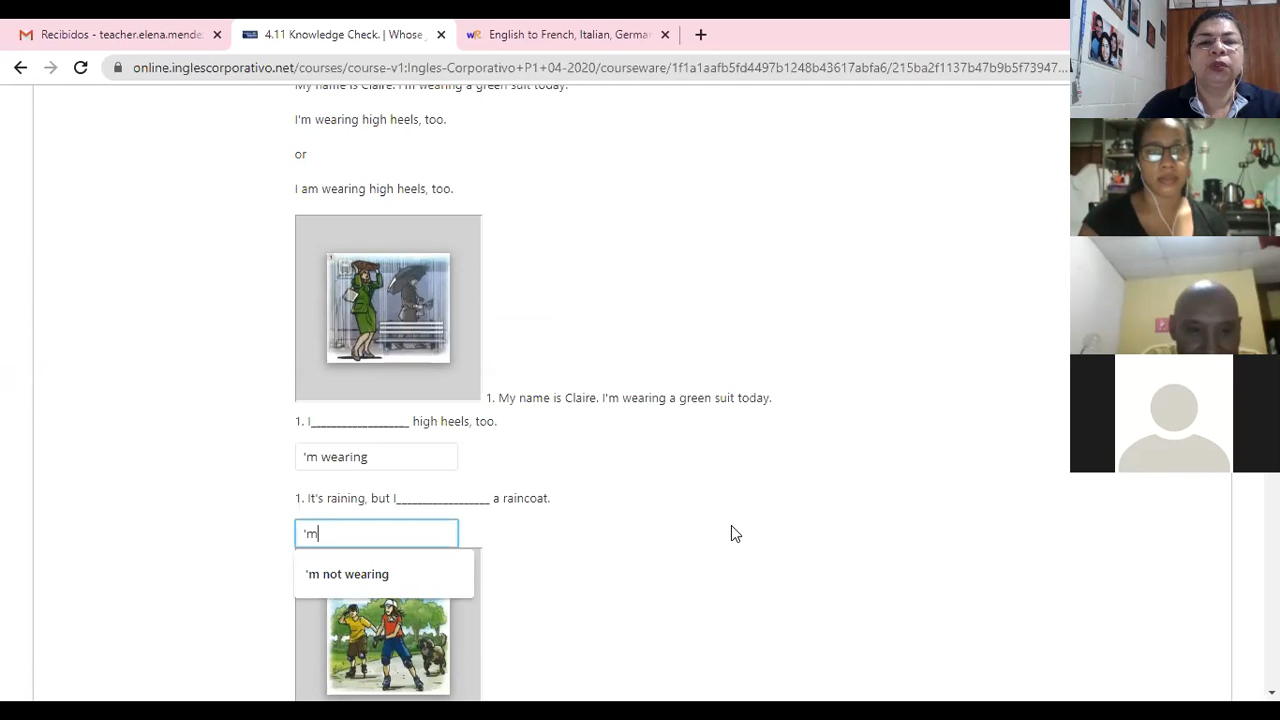 Recibidos - teacher.elena.mende
4.11 Knowledge Check. | Whose
English to French, Italian, Germa
online.inglescorporativo.net/courses/course-v1:Ingles-Corporativo+P1+04-2020/courseware/1f1a1aafb5fd4497b1248b43617abfa6/215ba2f1137b47b9b5f73947...
My name is Claire. I'm wearing a green suit today.
I'm wearing high heels, too.
or
I am wearing high heels, too.
1
1. My name is Claire. I'm wearing a green suit today.
1. I_________________ high heels, too.
'm wearing
1. It's raining, but I________________ a raincoat.
'm
'm not wearing